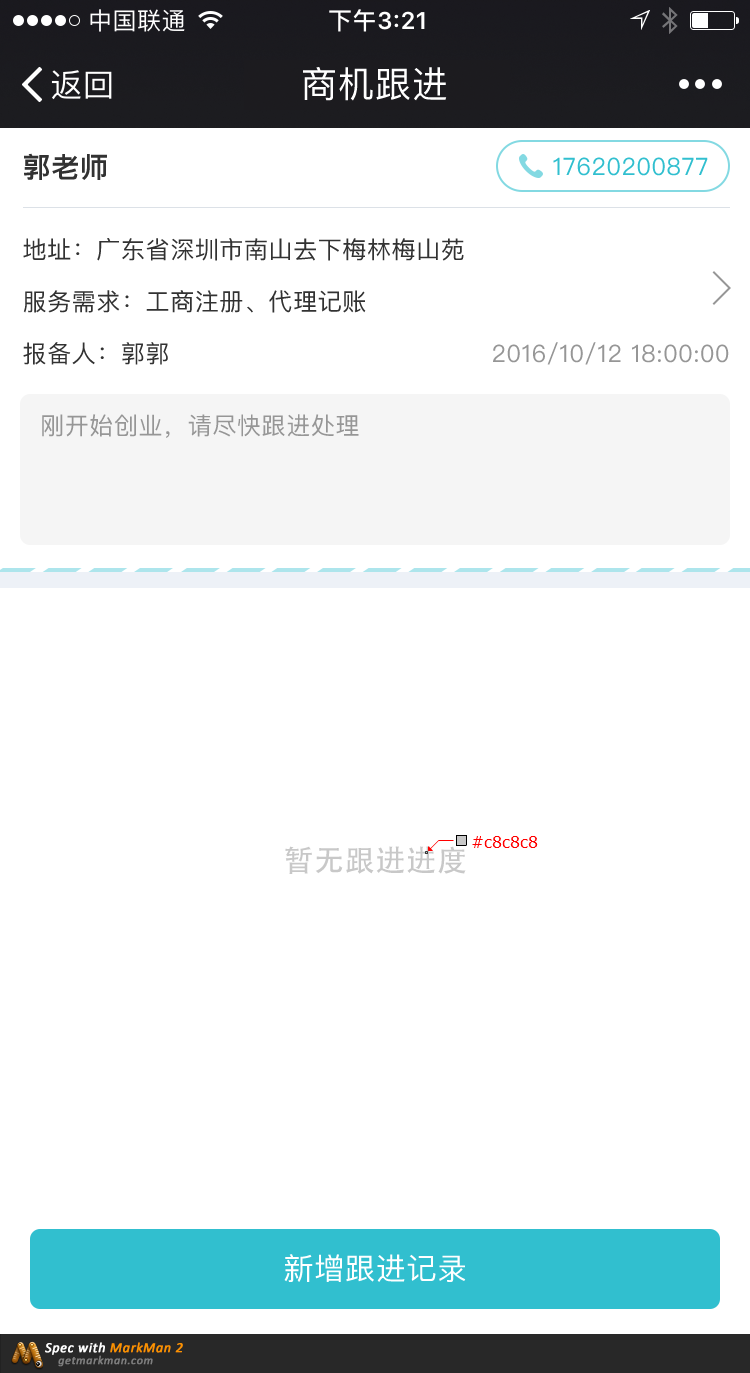 中国联通 下午3:21
返回 商机跟进
郭老师 17620200877
地址：广东省深圳市南山去下梅林梅山苑
服务需求：工商注册、代理记账
报备人：郭郭 2016/10/12 18:00:00
刚开始创业，请尽快跟进处理
#c8c8c8
暂无跟进进度
新增跟进记录
Spec with MarkMan 2
getmarkman.com